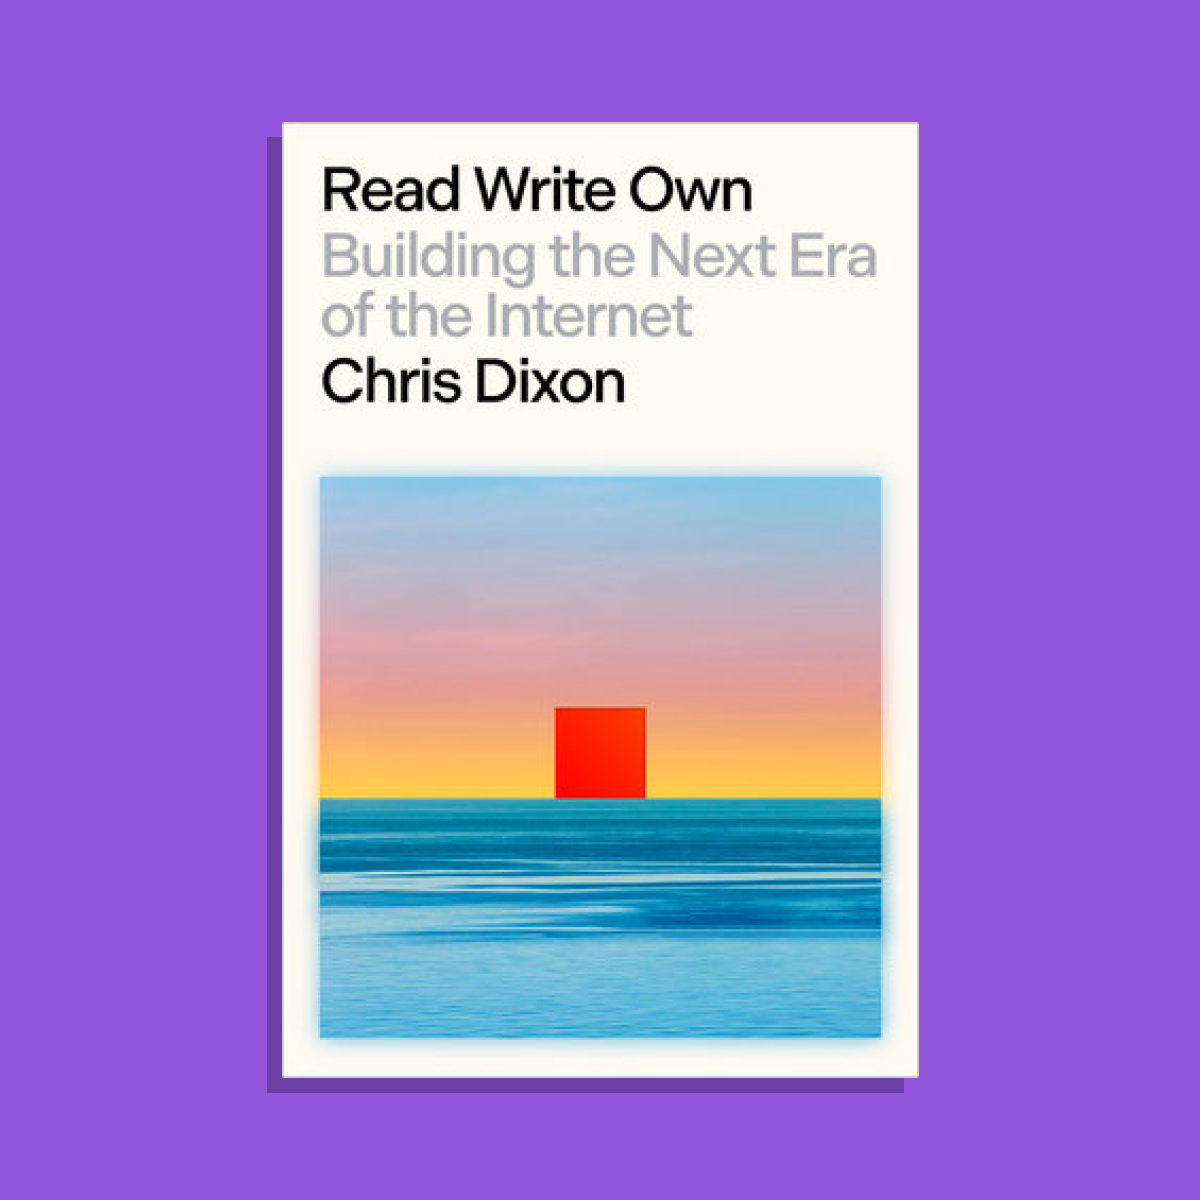 Read Write Own
Building the Next Era
of the Internet
Chris Dixon